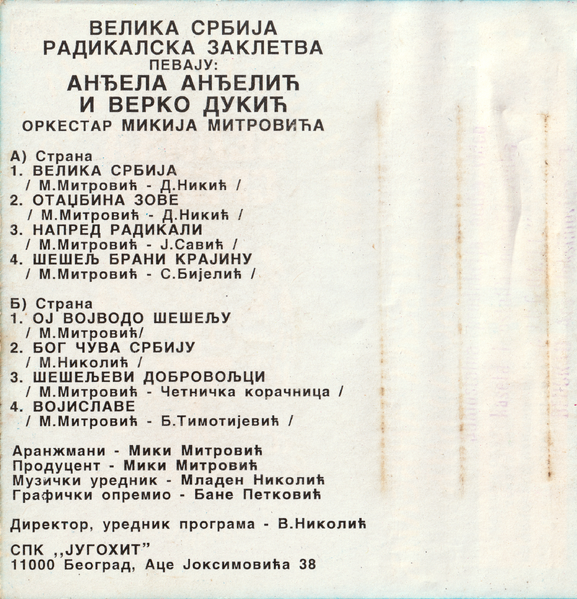 ВЕЛИКА СРБИЈА
РАДИКАЛСКА ЗАКЛЕТВА
ПЕВАЈУ:
АНЂЕЛА АНЂЕЛИЋ
И ВЕРКО ДУКИЋ
ОРКЕСТАР МИКИЈА МИТРОВИЋА
А) Страна
1. ВЕЛИКА СРБИЈА
/ М.Митровић - Д.Никић /
2. ОТАЏБИНА ЗОВЕ
/ М.Митровић - Д.Никић /
3. НАПРЕД РАДИКАЛИ
/ М.Митровић - Ј.Савић /
4. ШЕШЕЉ БРАНИ КРАЈИНУ
/ М.Митровић - С.Бијелић /
Б) Страна
1. ОЈ ВОЈВОДО ШЕШЕЉУ
/ М.Митровић/
2. БОГ ЧУВА СРБИЈУ
/ М.Николић /
3. ШЕШЕЉЕВИ ДОБРОВОЉЦИ
/ М.Митровић - Четничка корачница /
4. ВОЈИСЛАВЕ
/ М.Митровић - Б.Тимотијевић /
Аранжмани - Мики Митровић
Продуцент - Мики Митровић
Музички уредник - Младен Николић
Графички опремио - Бане Петковић
Директор, уредник програма - В.Николић
СПК ,,ЈУГОХИТ”
11000 Београд, Аце Јоксимовића 38